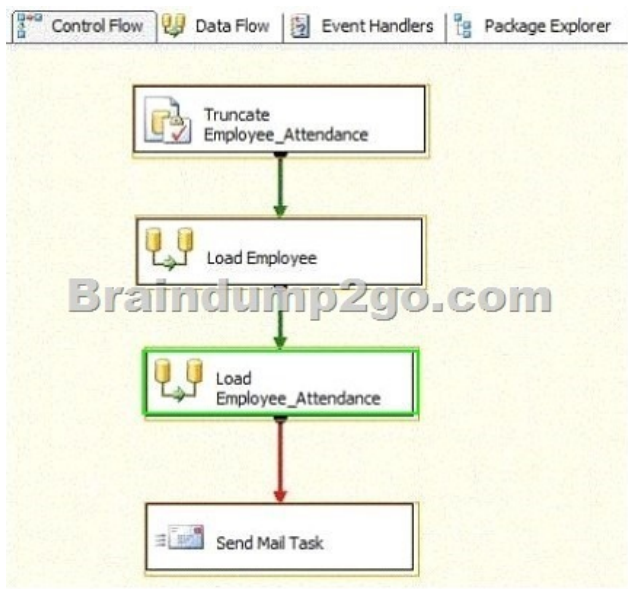 Control Flow
Data Flow
Event Handlers
Package Explorer
Truncate
Employee_Attendance
Load Employee
Braindump2go.com
Load
Employee_Attendance
Send Mail Task